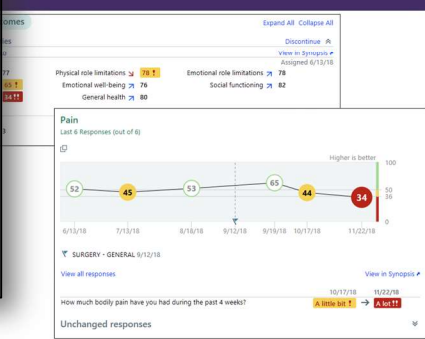 omes
Expand All Collapse All
ies
Discontinue
View in Synopsis
Assigned 6/13/18
77 Physical role limitations 78 ! Emotional role limitations 78
65 ! Emotional well-being 76 Social functioning 82
34 !! General health 80
3
Pain
Last 6 Responses (out of 6)
Higher is better
100
52 45 53 65 44 34
50
36
0
6/13/18 7/13/18 8/18/18 9/12/18 9/19/18 10/17/18 11/22/18
SURGERY - GENERAL 9/12/18
View all responses View in Synopsis
10/17/18 11/22/18
How much bodily pain have you had during the past 4 weeks? A little bit ! → A lot !!
Unchanged responses